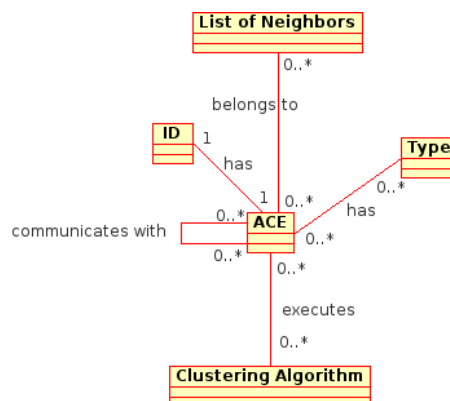 List of Neighbors
0..*
belongs to
ID
1
has
Type
0..*
1
0..*
has
0..*
ACE
communicates with
0..*
0..*
0..*
executes
0..*
Clustering Algorithm